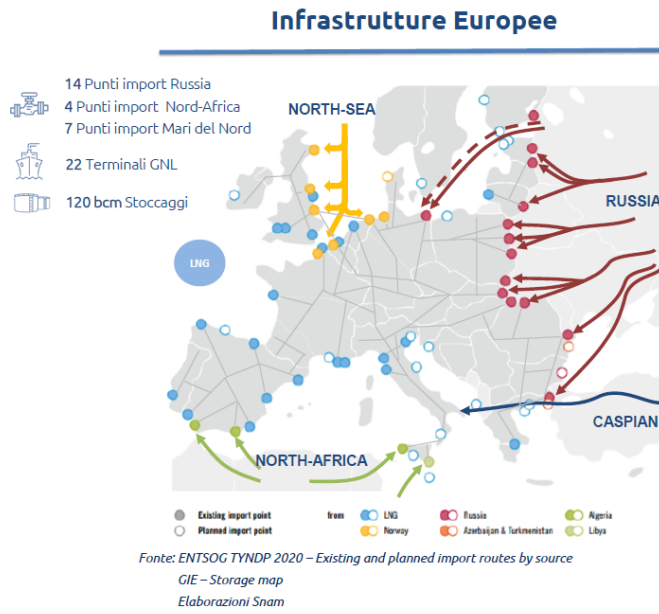 Infrastrutture Europee
14 Punti import Russia
4 Punti import Nord-Africa
7 Punti import Mari del Nord
22 Terminali GNL
120 bcm Stoccaggi
NORTH-SEA
RUSSIA
LNG
CASPIAN
NORTH-AFRICA
Existing import point from LNG Russia Algeria
Planned import point Norway Azerbaijan & Turkmenistan Libya
Fonte: ENTSOG TYNDP 2020 – Existing and planned import routes by source
GIE – Storage map
Elaborazioni Snam